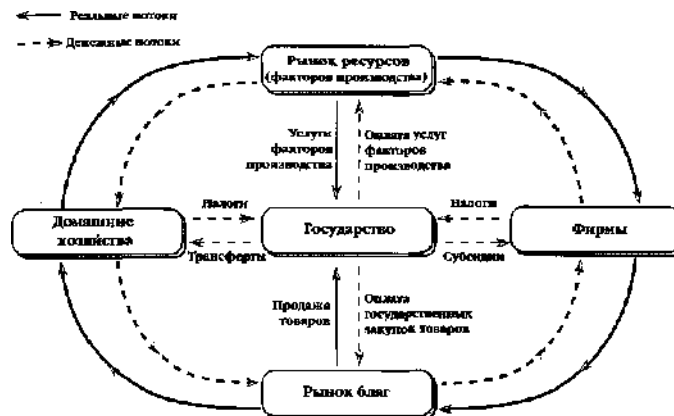 Реальные потоки
Денежные потоки
Рынок ресурсов
(факторов производства)
Услуги
факторов
производства
Оплата услуг
факторов
производства
Налоги
Налоги
Домашние
хозяйства
Государство
Фирмы
Трансферты
Субсидии
Продажа
товаров
Оплата
государственных
закупок товаров
Рынок благ